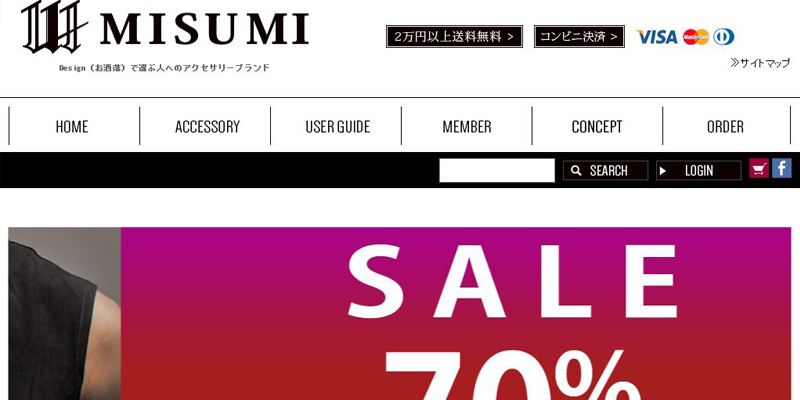 MISUMI
Design（お洒落）で選ぶ人へのアクセサリーブランド
2万円以上送料無料 >
コンビニ決済 >
VISA
MasterCard
≫サイトマップ
HOME
ACCESSORY
USER GUIDE
MEMBER
CONCEPT
ORDER
SEARCH
LOGIN
f
SALE
70%